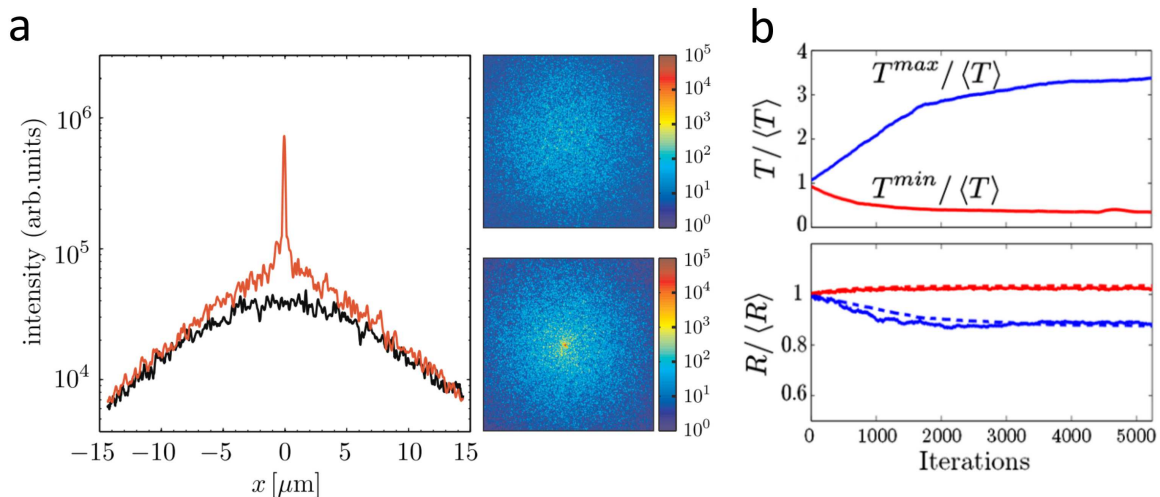 a
intensity (arb.units)
10^6
10^5
10^4
−15 −10 −5 0 5 10 15
x [μm]
10^5
10^4
10^3
10^2
10^1
10^0
10^5
10^4
10^3
10^2
10^1
10^0
b
T/⟨T⟩
4
3
2
1
0
T^max/⟨T⟩
T^min/⟨T⟩
R/⟨R⟩
1
0.8
0.6
0 1000 2000 3000 4000 5000
Iterations